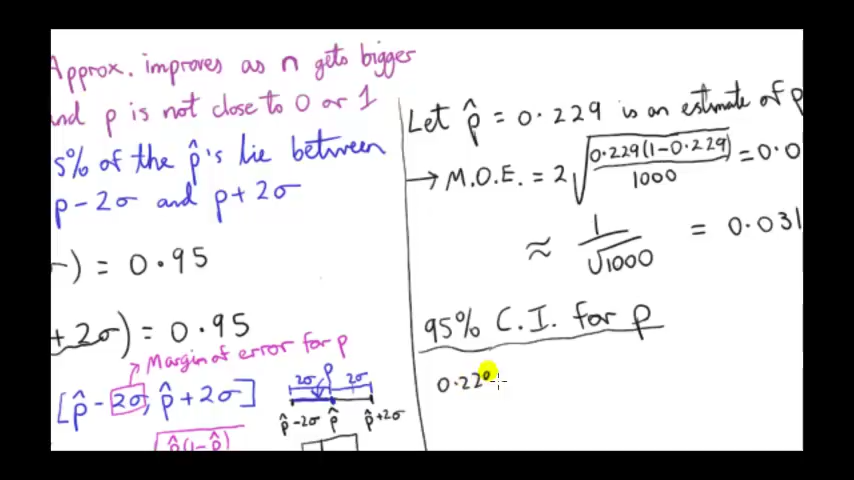 Approx. improves as n gets bigger
and p is not close to 0 or 1
5% of the p̂'s lie between
p-2σ and p+2σ
) = 0.95
+2σ) = 0.95
Margin of error for p
[p̂-2σ, p̂+2σ]
p̂(1-p̂)
p
2σ 2σ
p̂-2σ p̂ p̂+2σ
Let p̂ = 0.229 is an estimate of p
→ M.O.E. = 2√(0.229(1-0.229)/1000) = 0.0
≈ 1/√1000 = 0.031
95% C.I. for p
0.22